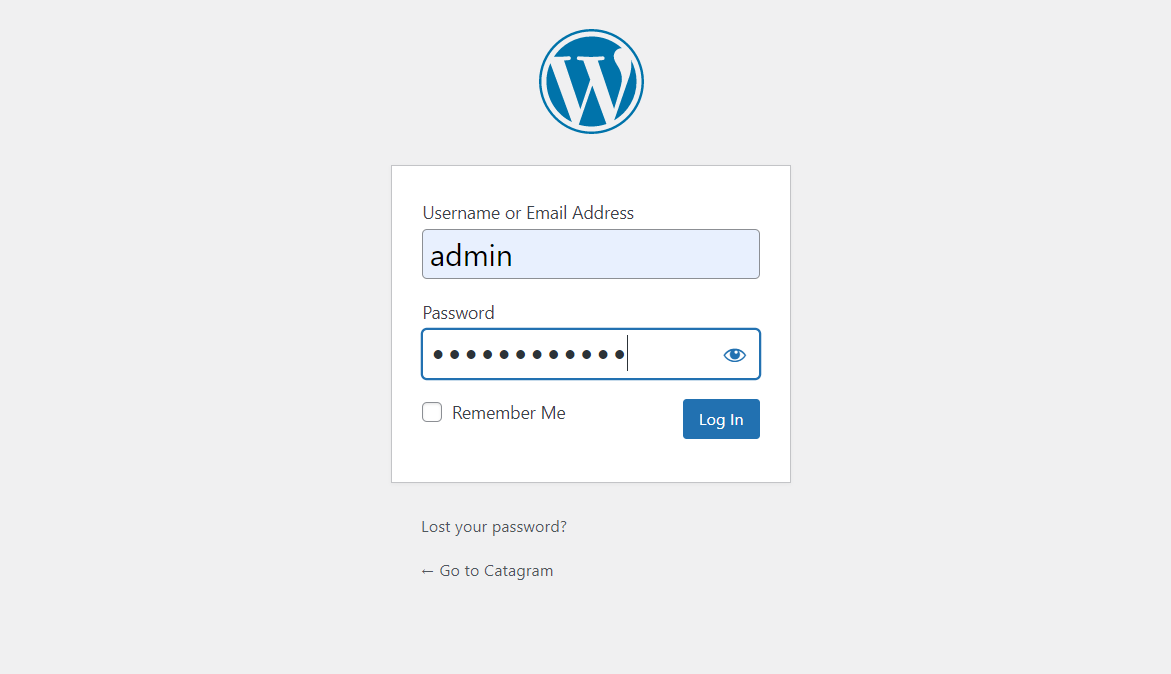 Username or Email Address
admin
Password
••••••••••••
Remember Me
Log In
Lost your password?
← Go to Catagram